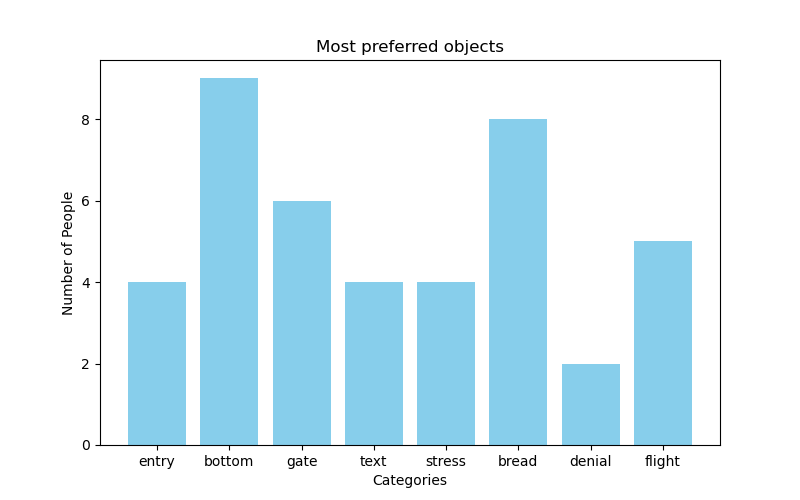 Most preferred objects
Number of People
8
6
4
2
0
entry bottom gate text stress bread denial flight
Categories